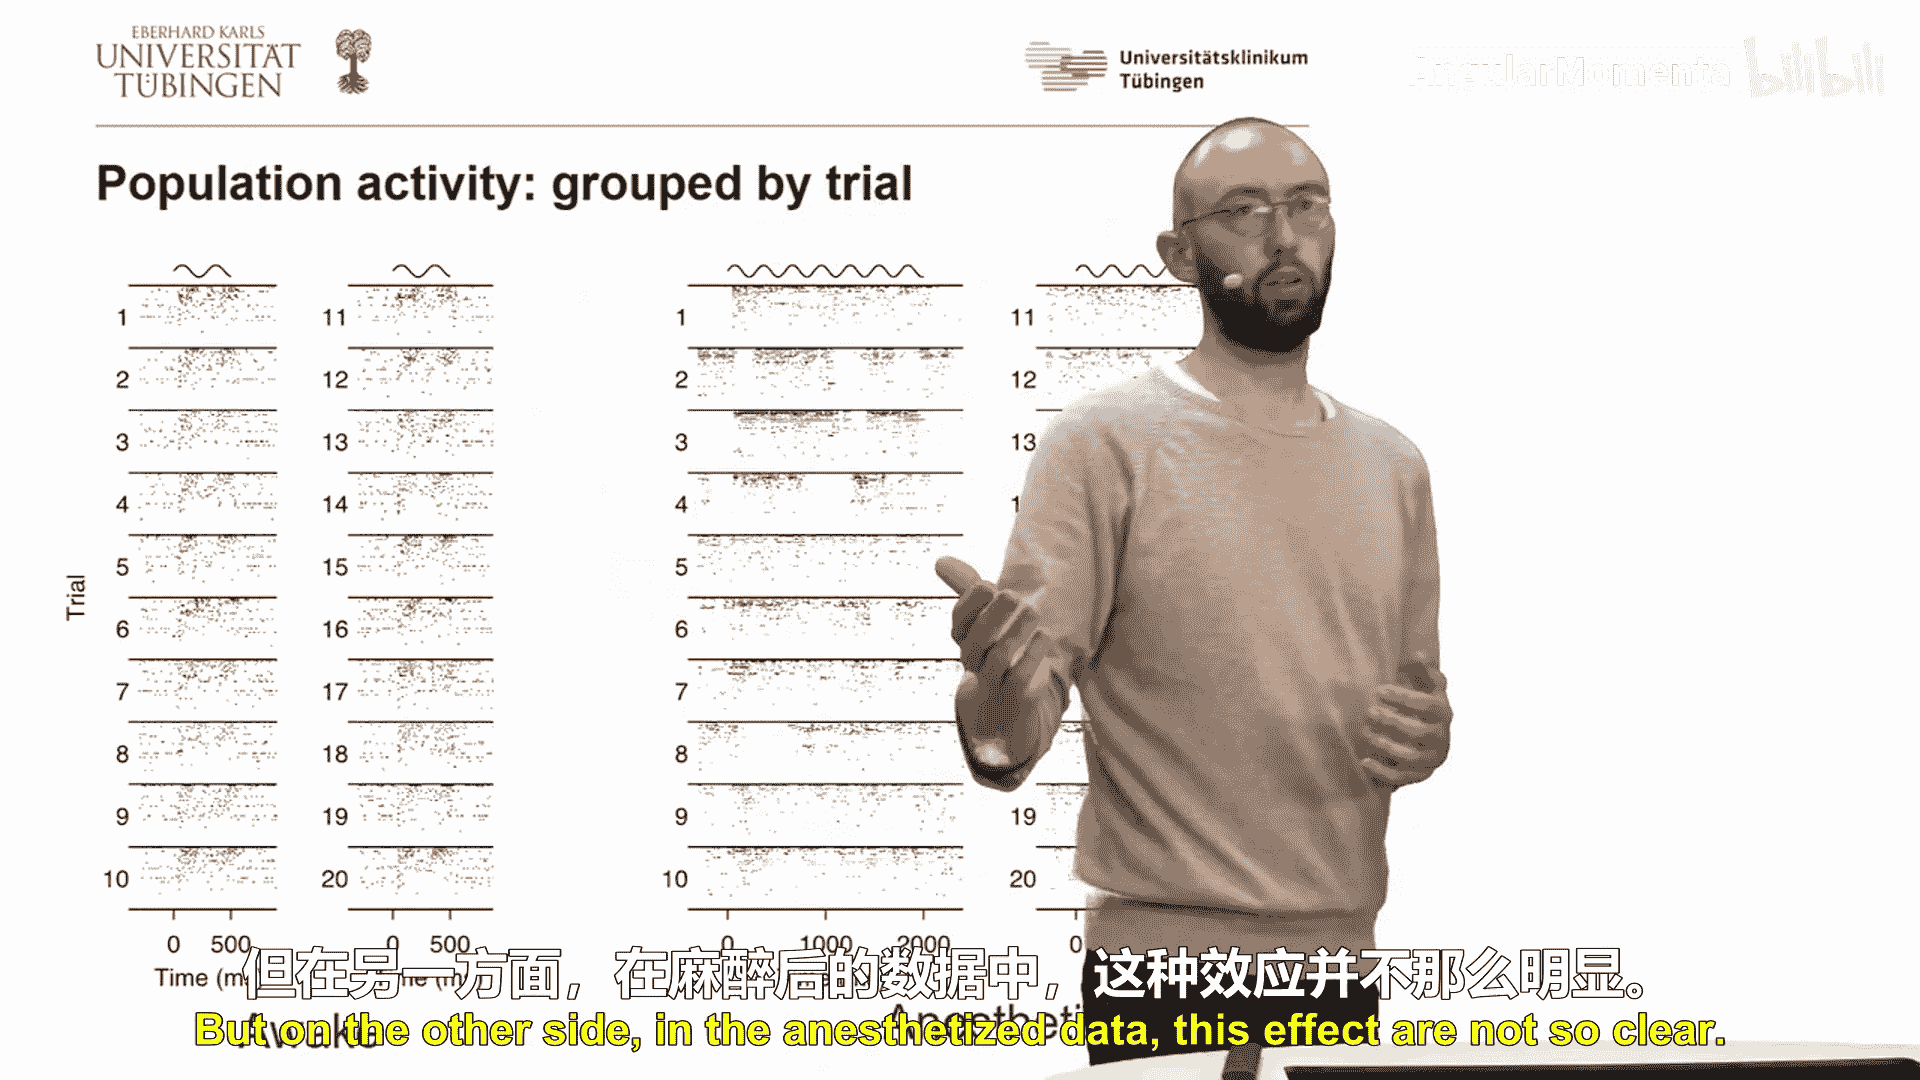 EBERHARD KARLS
UNIVERSITÄT
TÜBINGEN
Universitätsklinikum
Tübingen
AngularMomenta bilibili
Population activity: grouped by trial
Trial
1
2
3
4
5
6
7
8
9
10
11
12
13
14
15
16
17
18
19
20
0 500
0 500
Time (ms
1
2
3
4
5
6
7
8
9
10
11
12
13
19
20
0 1000 2000
0
Awake
Anestheti
但在另一方面，在麻醉后的数据中，这种效应并不那么明显。
But on the other side, in the anesthetized data, this effect are not so clear.